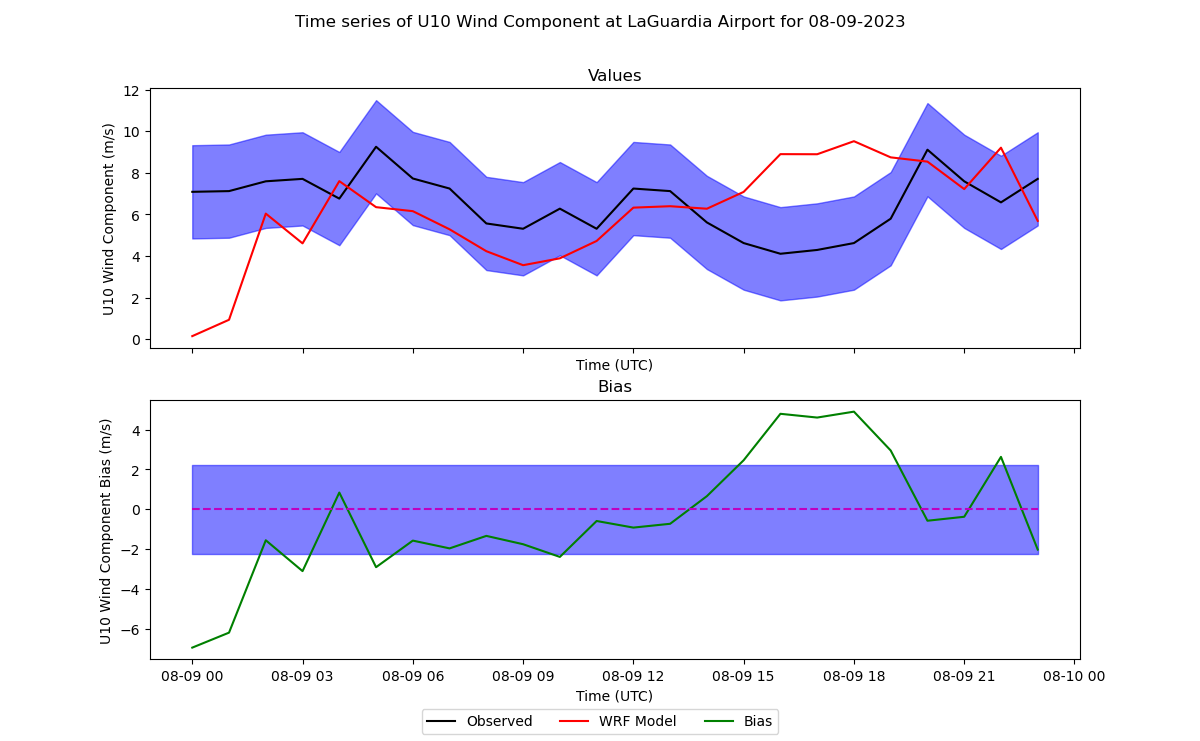 Time series of U10 Wind Component at LaGuardia Airport for 08-09-2023
Values
U10 Wind Component (m/s)
12
10
8
6
4
2
0
Time (UTC)
Bias
U10 Wind Component Bias (m/s)
4
2
0
−2
−4
−6
08-09 00 08-09 03 08-09 06 08-09 09 08-09 12 08-09 15 08-09 18 08-09 21 08-10 00
Time (UTC)
Observed WRF Model Bias